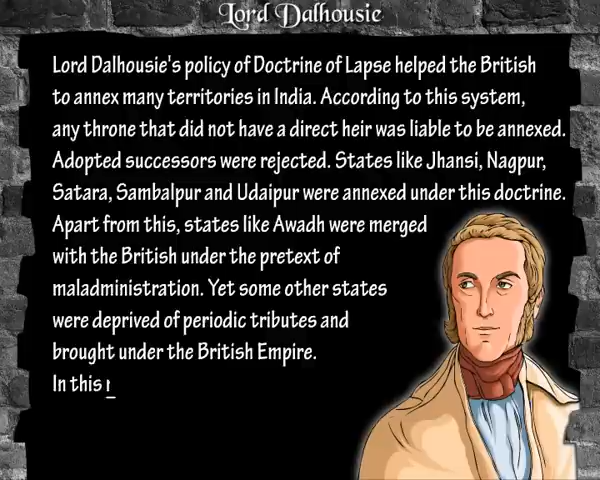 Lord Dalhousie
Lord Dalhousie's policy of Doctrine of Lapse helped the British
to annex many territories in India. According to this system,
any throne that did not have a direct heir was liable to be annexed.
Adopted successors were rejected. States like Jhansi, Nagpur,
Satara, Sambalpur and Udaipur were annexed under this doctrine.
Apart from this, states like Awadh were merged
with the British under the pretext of
maladministration. Yet some other states
were deprived of periodic tributes and
brought under the British Empire.
In this